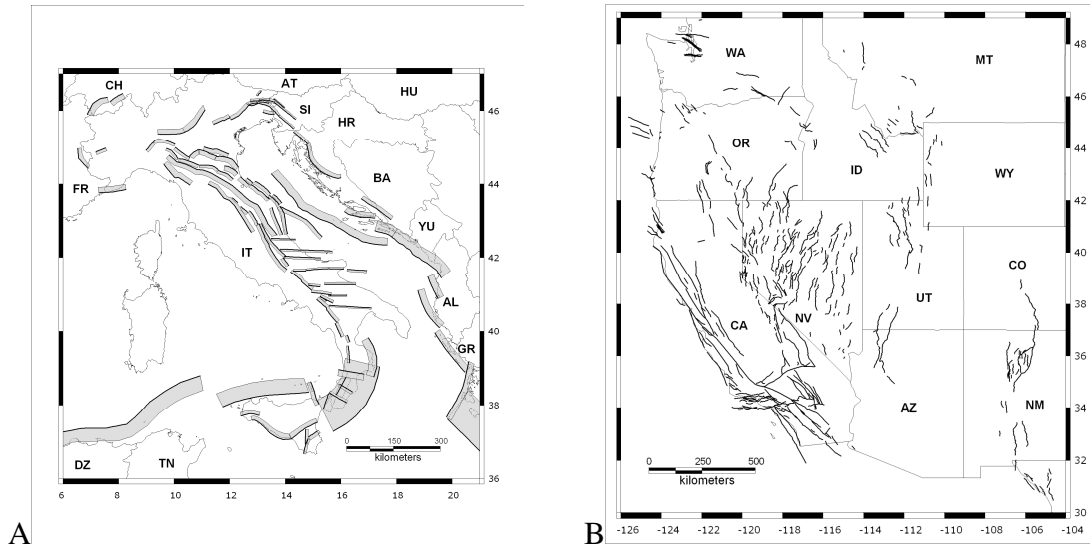 A
CH
AT
HU
SI
HR
FR
BA
YU
IT
AL
GR
DZ
TN
46
44
42
40
38
36
6
8
10
12
14
16
18
20
0 150 300
kilometers
B
WA
MT
OR
ID
WY
CO
UT
NV
CA
AZ
NM
48
46
44
42
40
38
36
34
32
30
-126 -124 -122 -120 -118 -116 -114 -112 -110 -108 -106 -104
0 250 500
kilometers